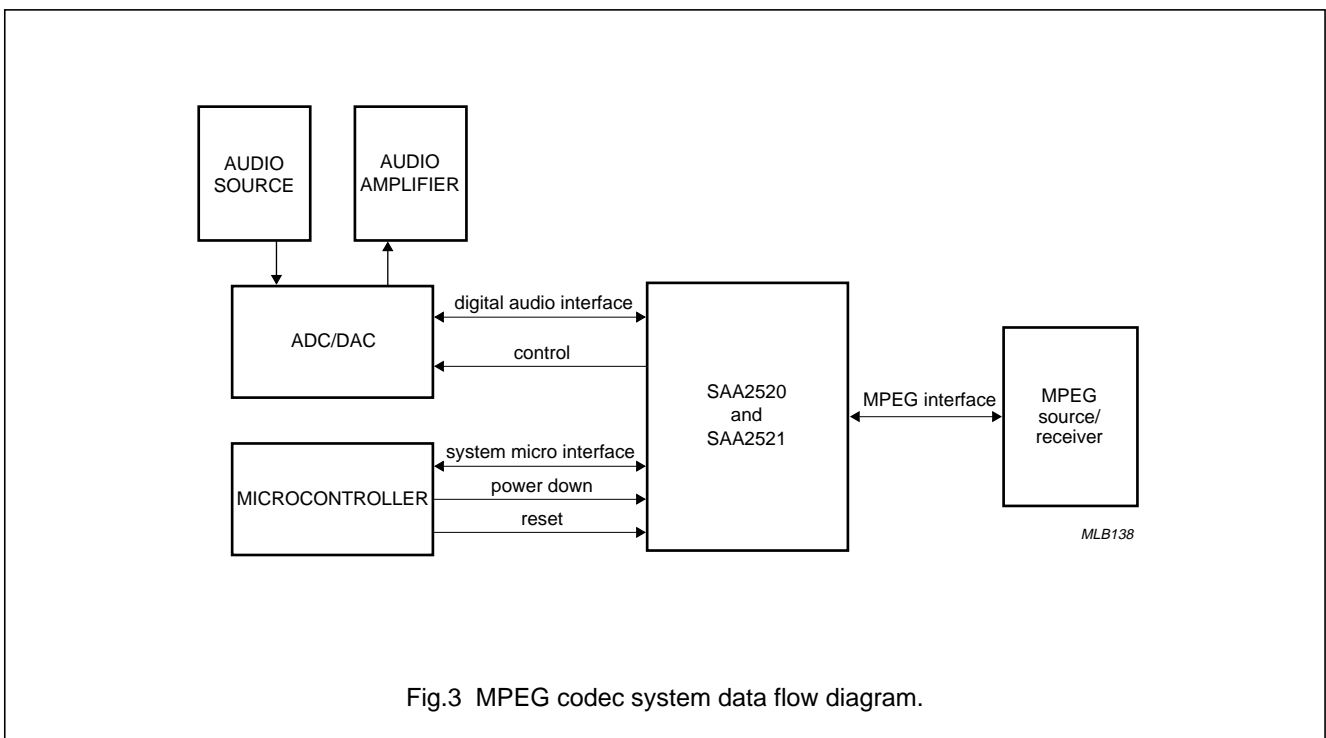 AUDIO
SOURCE
AUDIO
AMPLIFIER
ADC/DAC
digital audio interface
control
SAA2520
and
SAA2521
MPEG interface
MPEG
source/
receiver
MICROCONTROLLER
system micro interface
power down
reset
MLB138
Fig.3 MPEG codec system data flow diagram.